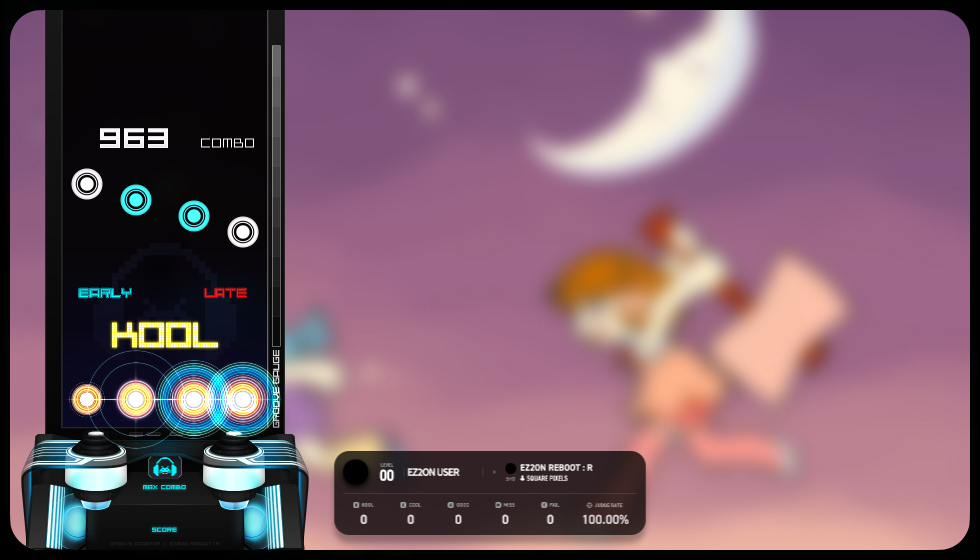 963 COMBO
EARLY LATE
KOOL
GROOVE GAUGE
MAX COMBO
SCORE
LEVEL
00 EZ2ON USER
EZ2ON REBOOT : R
SQUARE PIXELS
KOOL COOL GOOD MISS FAIL JUDGE RATE
0 0 0 0 0 100.00%